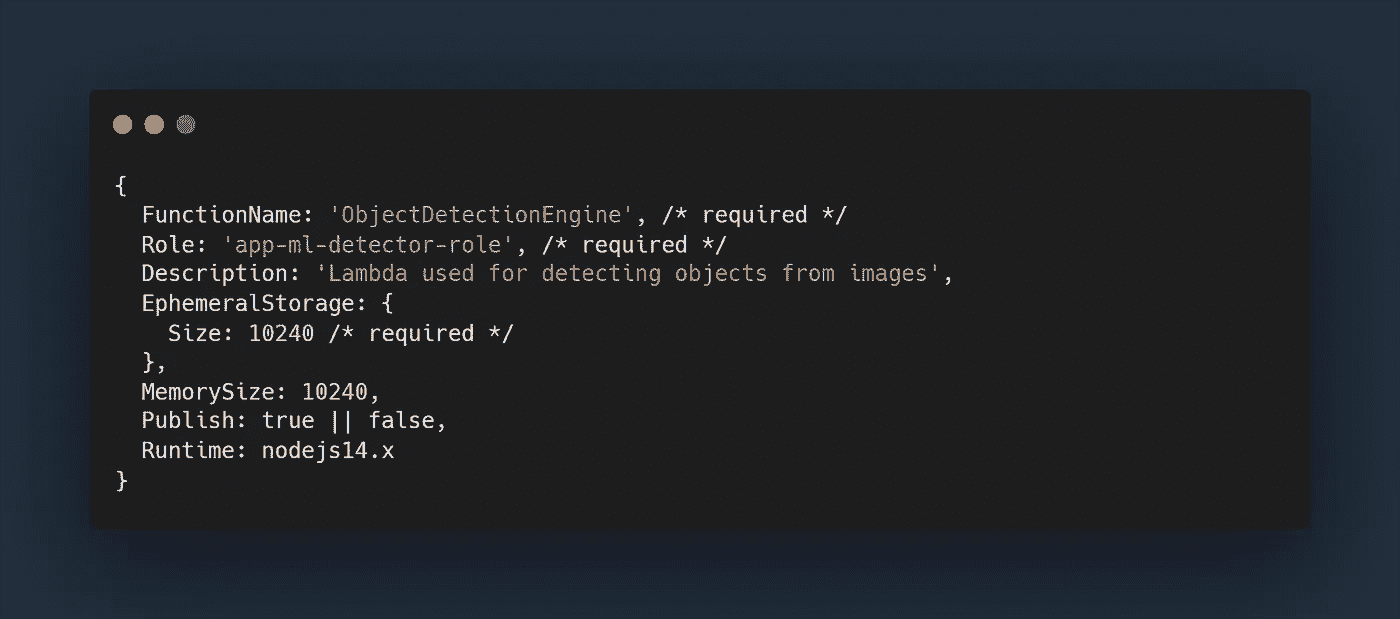 {
  FunctionName: 'ObjectDetectionEngine', /* required */
  Role: 'app-ml-detector-role', /* required */
  Description: 'Lambda used for detecting objects from images',
  EphemeralStorage: {
    Size: 10240 /* required */
  },
  MemorySize: 10240,
  Publish: true || false,
  Runtime: nodejs14.x
}